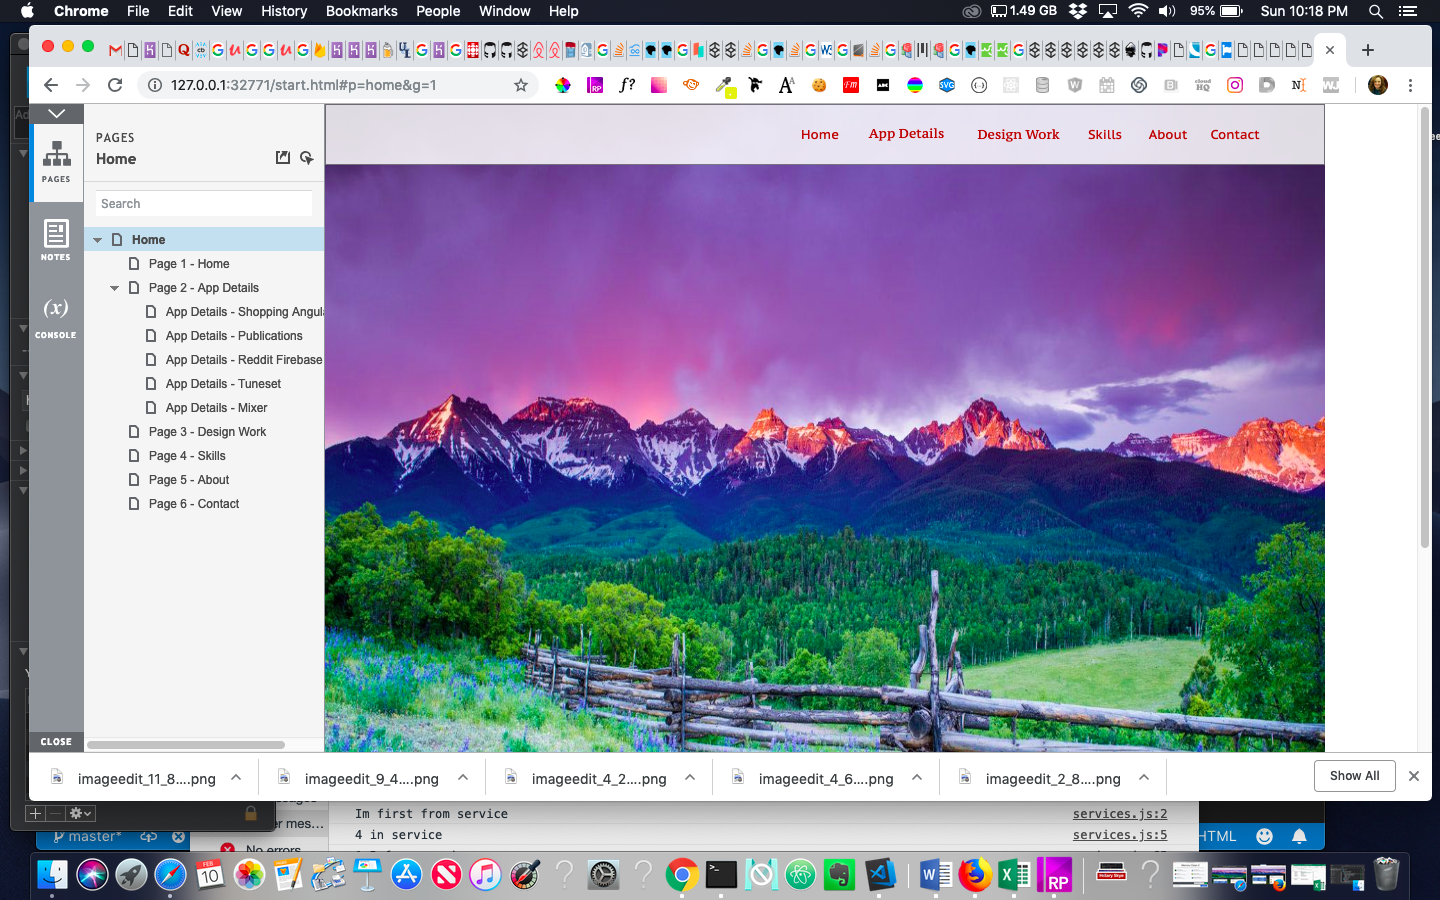 Chrome File Edit View History Bookmarks People Window Help 1.49 GB 95% Sun 10:18 PM
127.0.0.1:32771/start.html#p=home&g=1
PAGES
Home
Search
Home
Page 1 - Home
Page 2 - App Details
App Details - Shopping Angula
App Details - Publications
App Details - Reddit Firebase
App Details - Tuneset
App Details - Mixer
Page 3 - Design Work
Page 4 - Skills
Page 5 - About
Page 6 - Contact
PAGES
NOTES
(x)
CONSOLE
CLOSE
Home App Details Design Work Skills About Contact
imageedit_11_8....png imageedit_9_4....png imageedit_4_2....png imageedit_4_6....png imageedit_2_8....png Show All
Im first from service services.js:2
4 in service services.js:5
er mes...
No errors
master*
HTML
FEB
10
RP